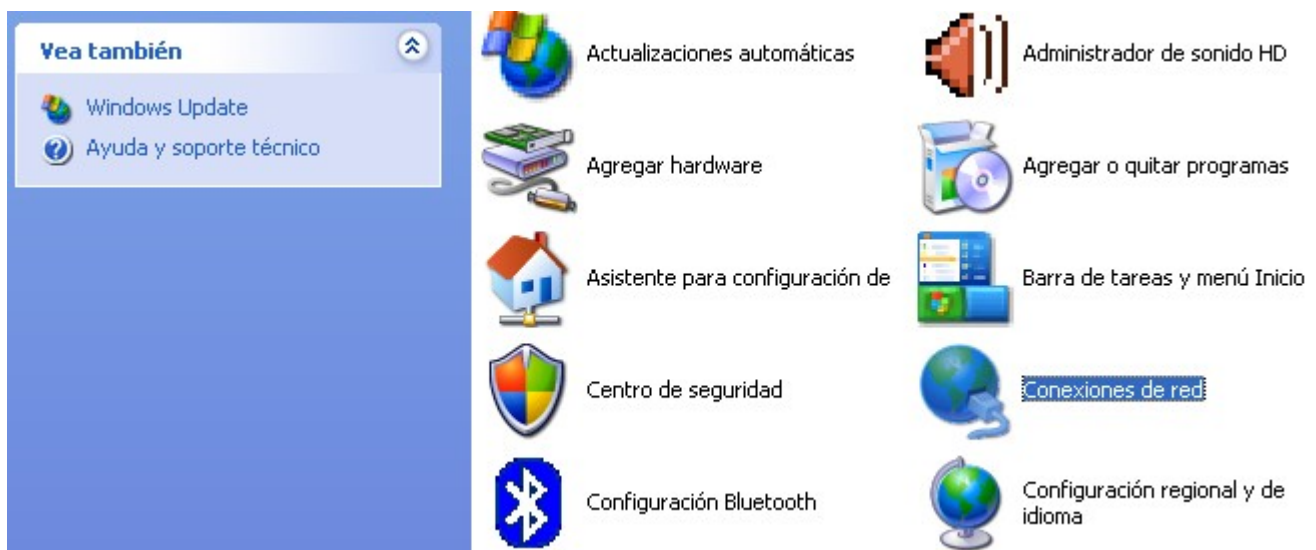 Vea también
Windows Update
Ayuda y soporte técnico
Actualizaciones automáticas
Administrador de sonido HD
Agregar hardware
Agregar o quitar programas
Asistente para configuración de
Barra de tareas y menú Inicio
Centro de seguridad
Conexiones de red
Configuración Bluetooth
Configuración regional y de
idioma